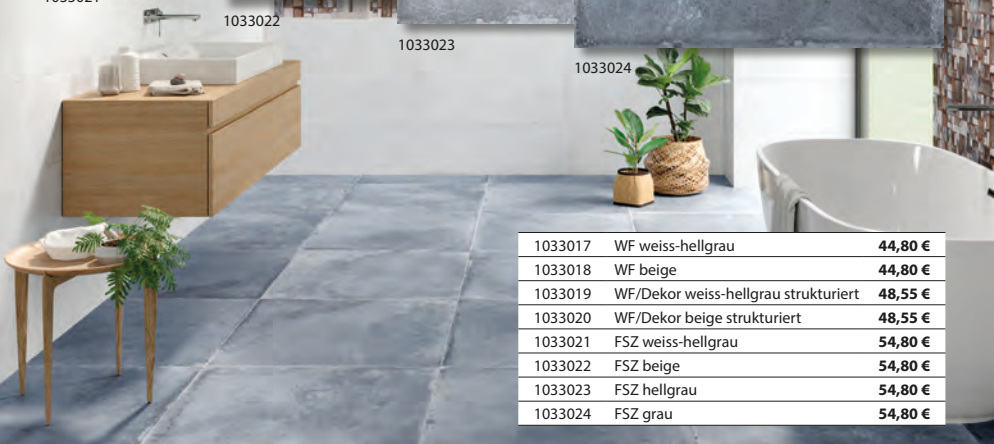 1033021
1033022
1033023
1033024
1033017 WF weiss-hellgrau 44,80 €
1033018 WF beige 44,80 €
1033019 WF/Dekor weiss-hellgrau strukturiert 48,55 €
1033020 WF/Dekor beige strukturiert 48,55 €
1033021 FSZ weiss-hellgrau 54,80 €
1033022 FSZ beige 54,80 €
1033023 FSZ hellgrau 54,80 €
1033024 FSZ grau 54,80 €